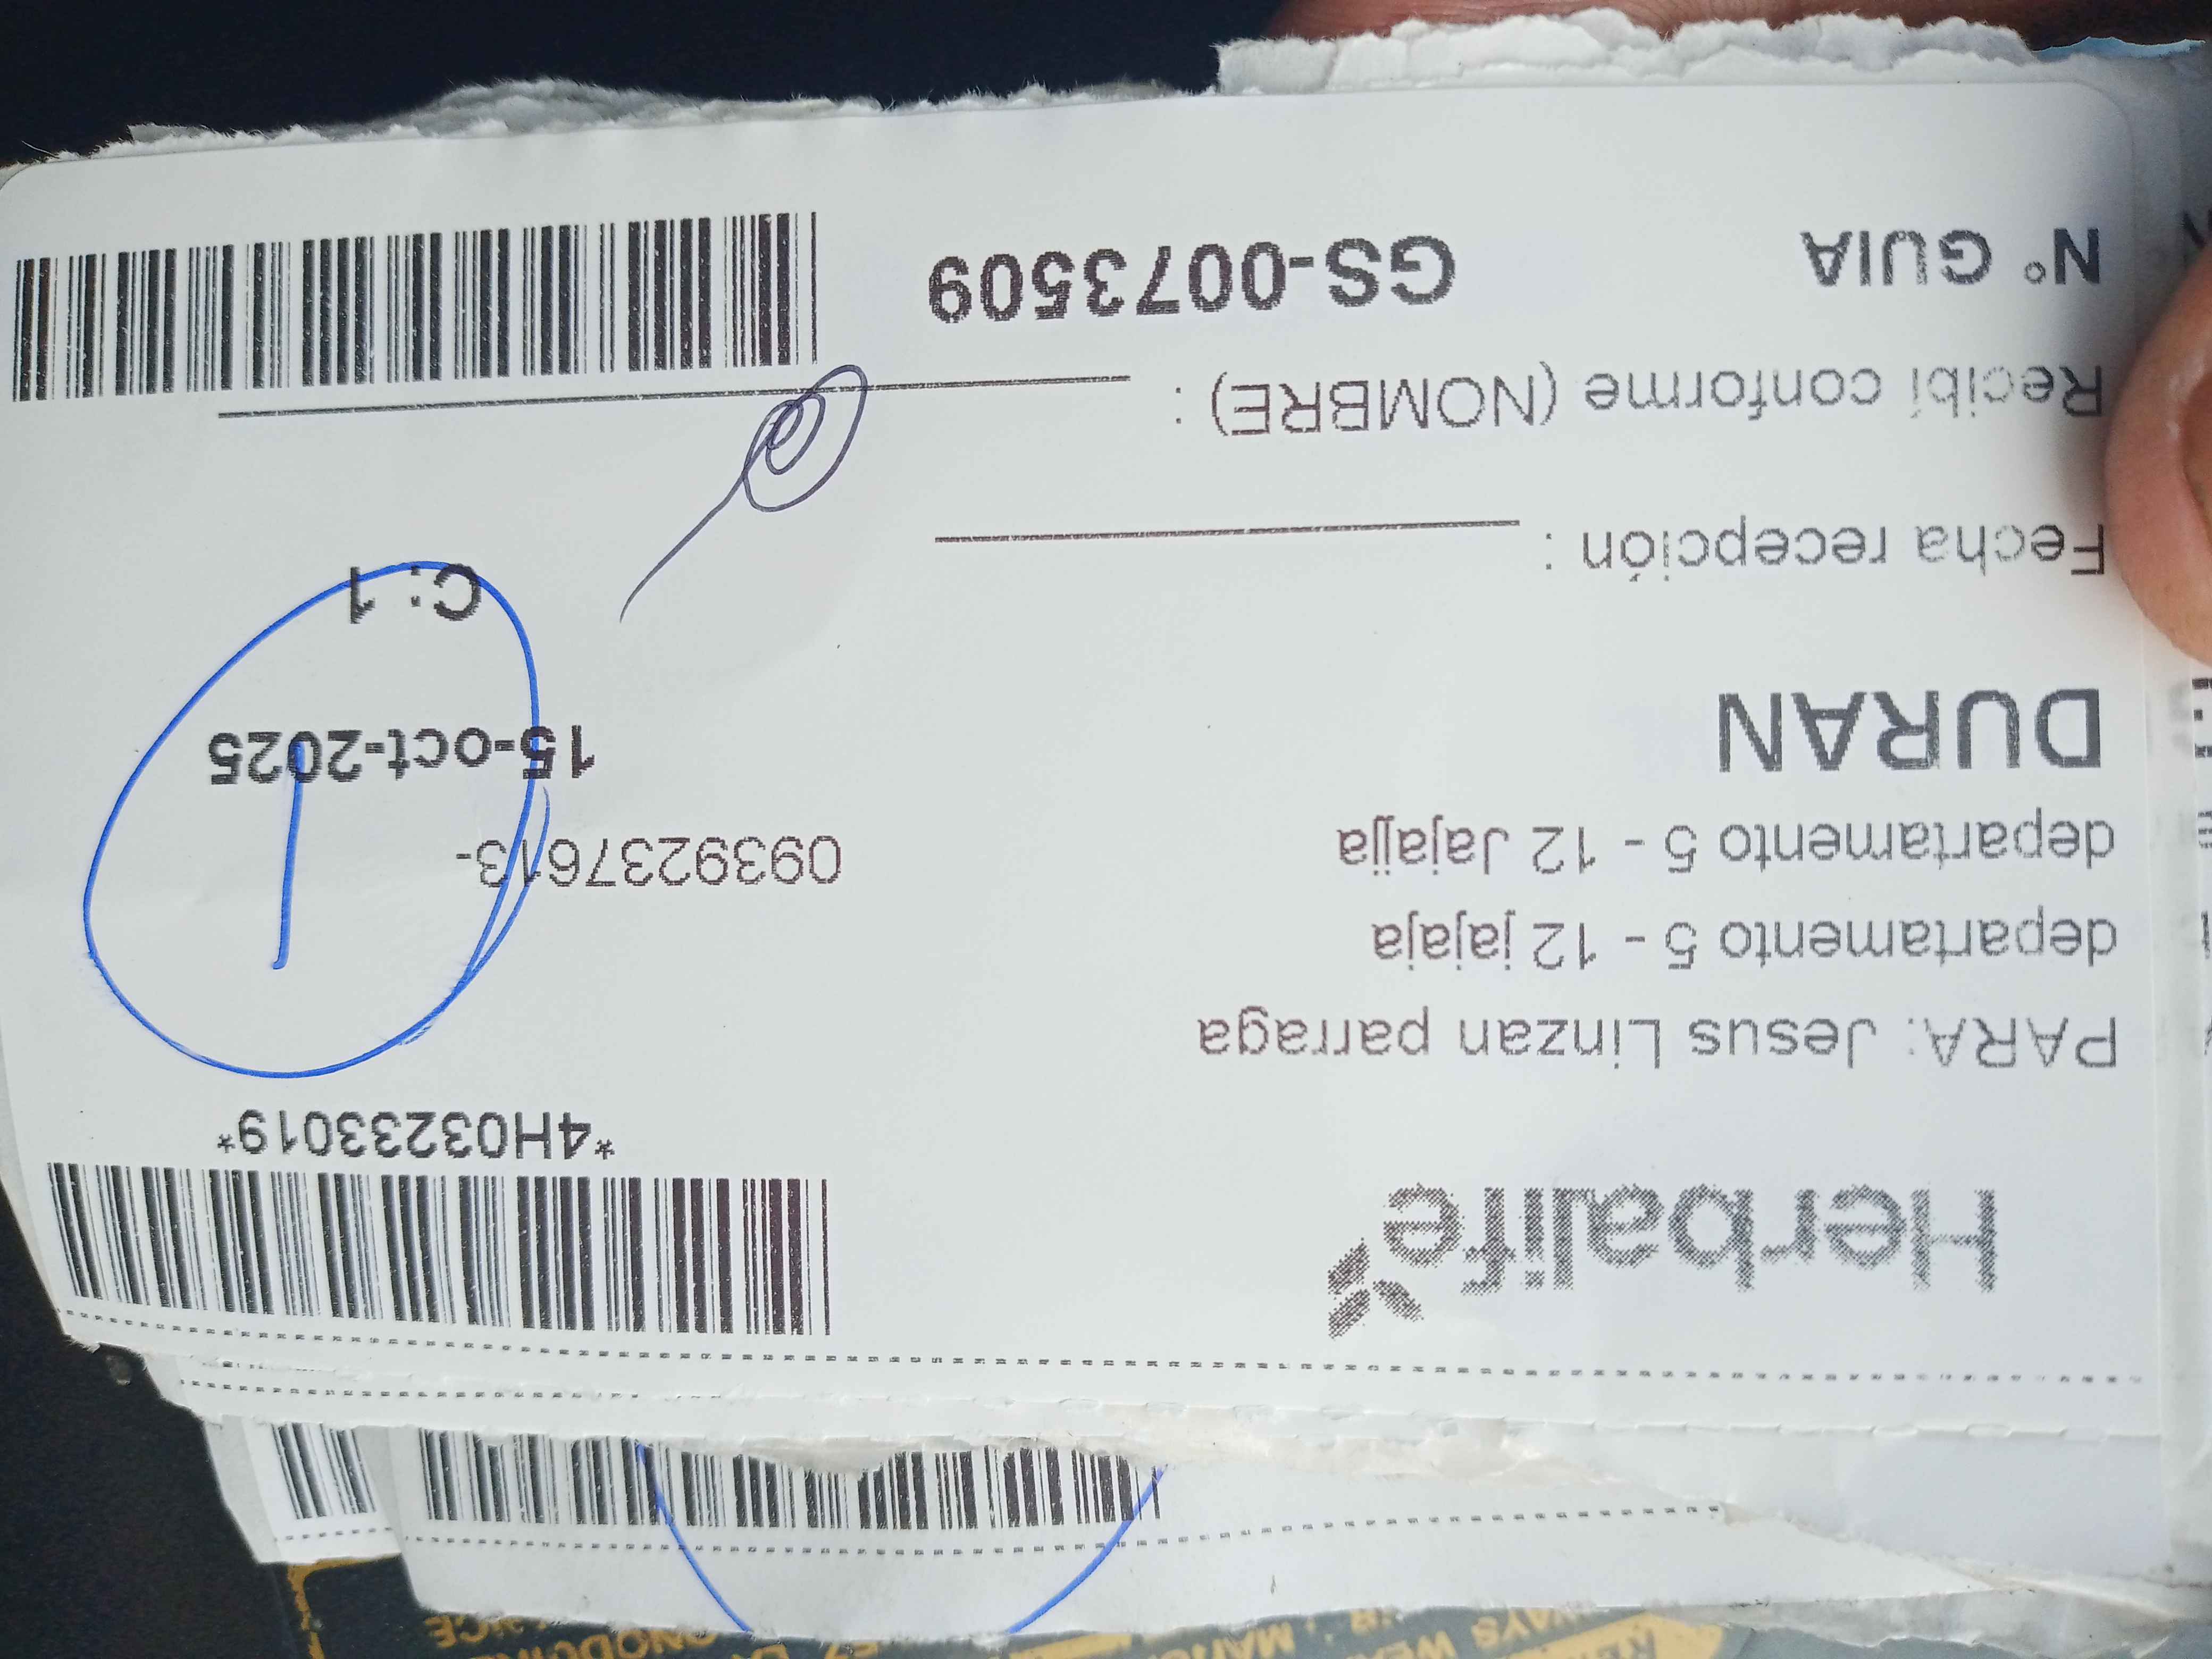 Herbalife
*4H03233019*
PARA: Jesus Linzan parraga
departamento 5 - 12 jajaja
departamento 5 - 12 Jajajja
0939237613-
DURAN
15-oct-2025
1
C: 1
Fecha recepción :
Recibí conforme (NOMBRE) :
N° GUIA GS-0073509